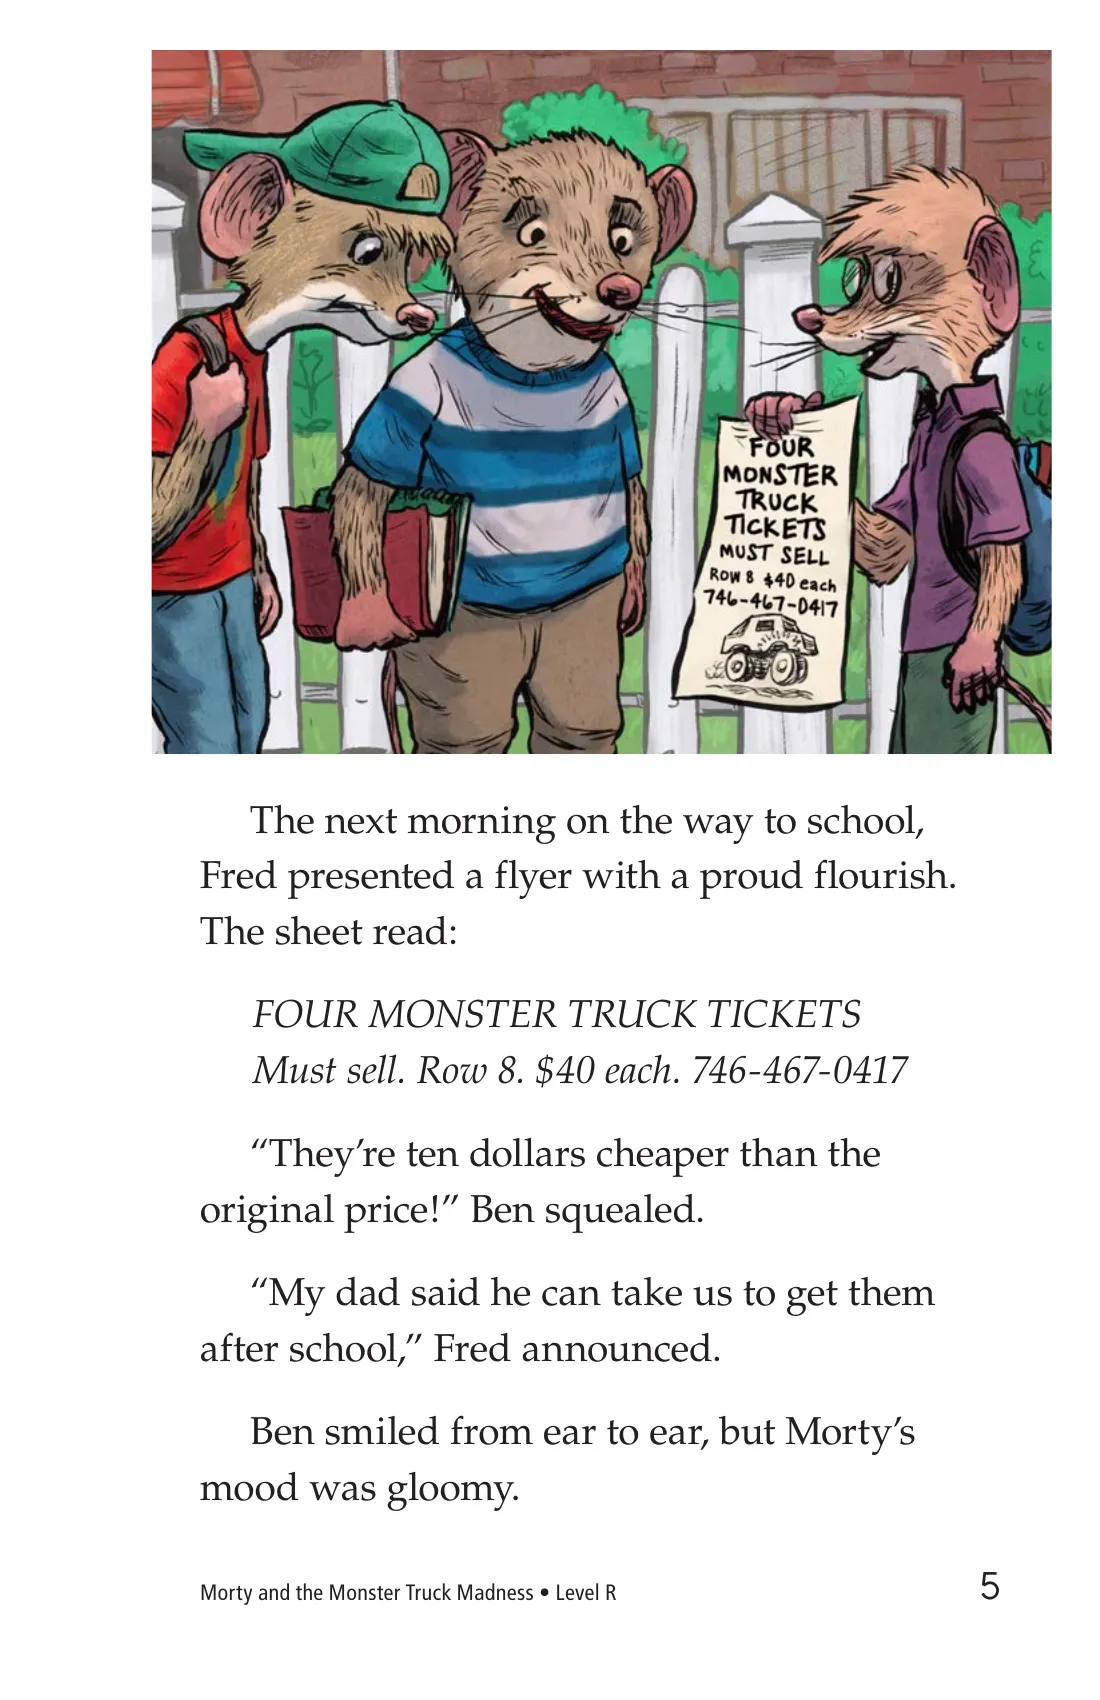 FOUR
MONSTER
TRUCK
TICKETS
MUST SELL
ROW 8 $40 each
746-467-0417
The next morning on the way to school,
Fred presented a flyer with a proud flourish.
The sheet read:
FOUR MONSTER TRUCK TICKETS
Must sell. Row 8. $40 each. 746-467-0417
“They’re ten dollars cheaper than the
original price!” Ben squealed.
“My dad said he can take us to get them
after school,” Fred announced.
Ben smiled from ear to ear, but Morty’s
mood was gloomy.
Morty and the Monster Truck Madness • Level R
5